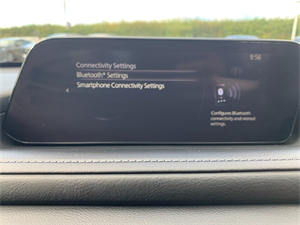 Connectivity Settings
9:56
Bluetooth® Settings
Smartphone Connectivity Settings
Configures Bluetooth
connectivity and related
settings.